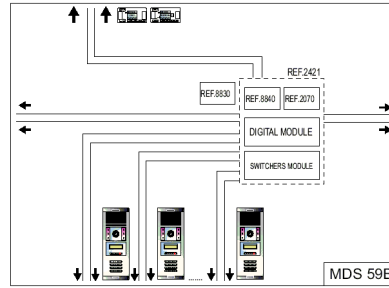 REF.2421
REF.8830
REF.8840
REF.2070
DIGITAL MODULE
SWITCHERS MODULE
MDS 59E